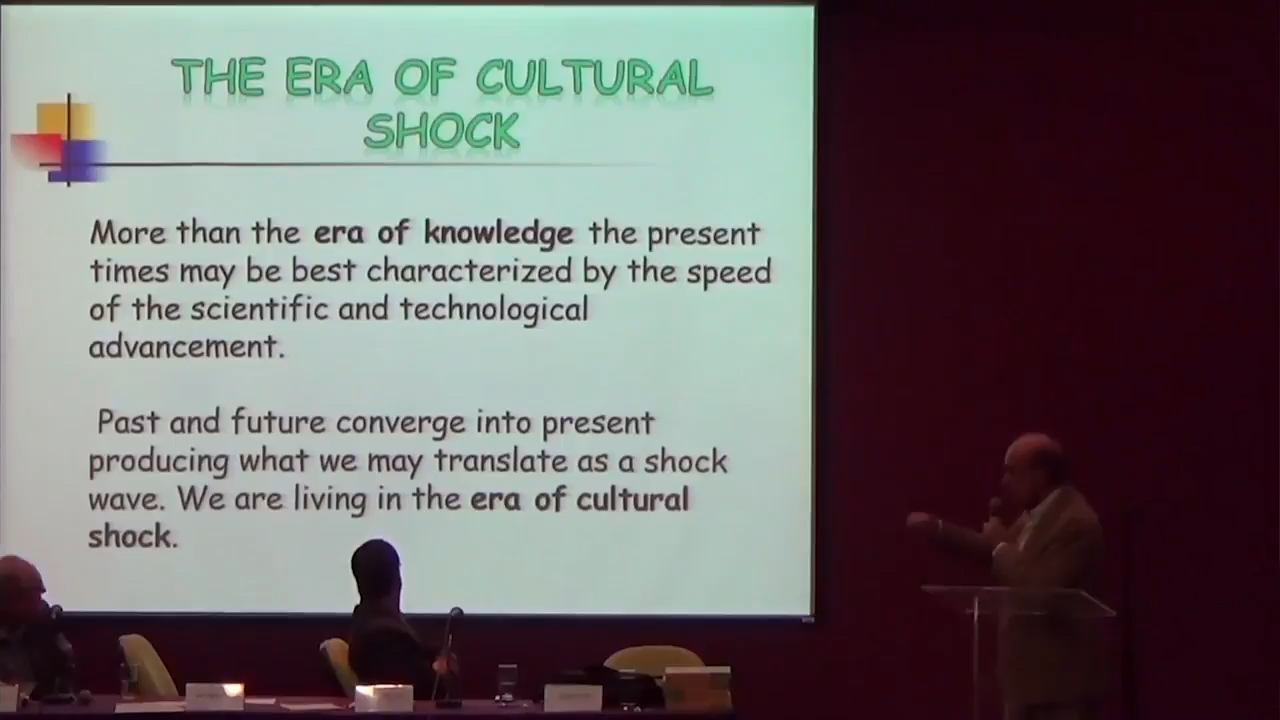 THE ERA OF CULTURAL
SHOCK
More than the era of knowledge the present
times may be best characterized by the speed
of the scientific and technological
advancement.
Past and future converge into present
producing what we may translate as a shock
wave. We are living in the era of cultural
shock.